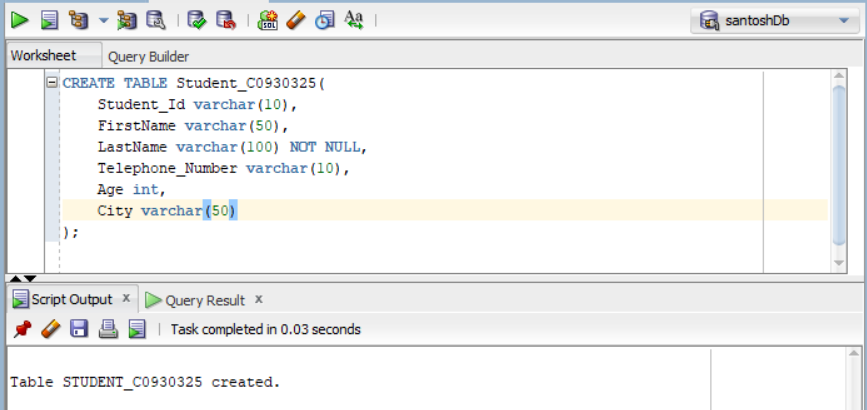 santoshDb
Worksheet Query Builder
CREATE TABLE Student_C0930325(
Student_Id varchar(10),
FirstName varchar(50),
LastName varchar(100) NOT NULL,
Telephone_Number varchar(10),
Age int,
City varchar(50)
);
Script Output x Query Result x
Task completed in 0.03 seconds
Table STUDENT_C0930325 created.